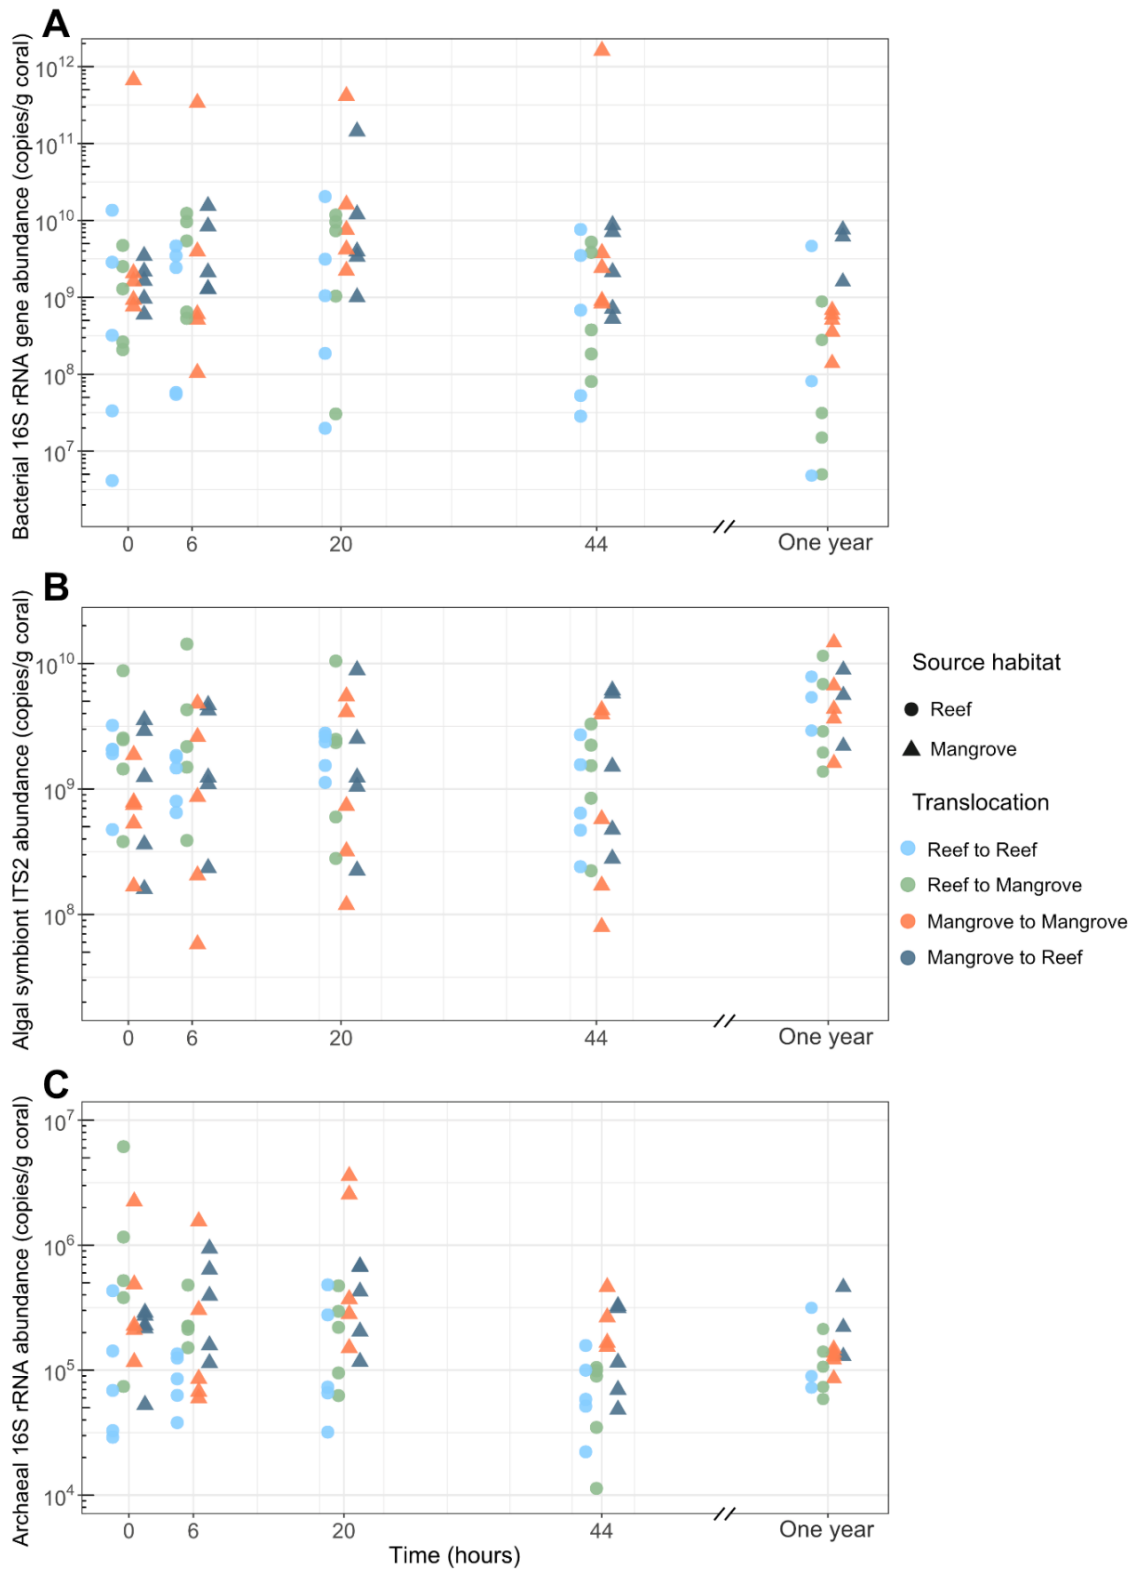 A
Bacterial 16S rRNA gene abundance (copies/g coral)
10^12
10^11
10^10
10^9
10^8
10^7
0 6 20 44 // One year
B
Algal symbiont ITS2 abundance (copies/g coral)
10^10
10^9
10^8
0 6 20 44 // One year
Source habitat
Reef
Mangrove
Translocation
Reef to Reef
Reef to Mangrove
Mangrove to Mangrove
Mangrove to Reef
C
Archaeal 16S rRNA abundance (copies/g coral)
10^7
10^6
10^5
10^4
0 6 20 44 // One year
Time (hours)